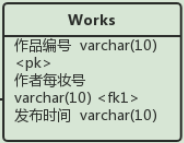 Works
作品编号 varchar(10)
<pk>
作者每妆号
varchar(10) <fk1>
发布时间 varchar(10)